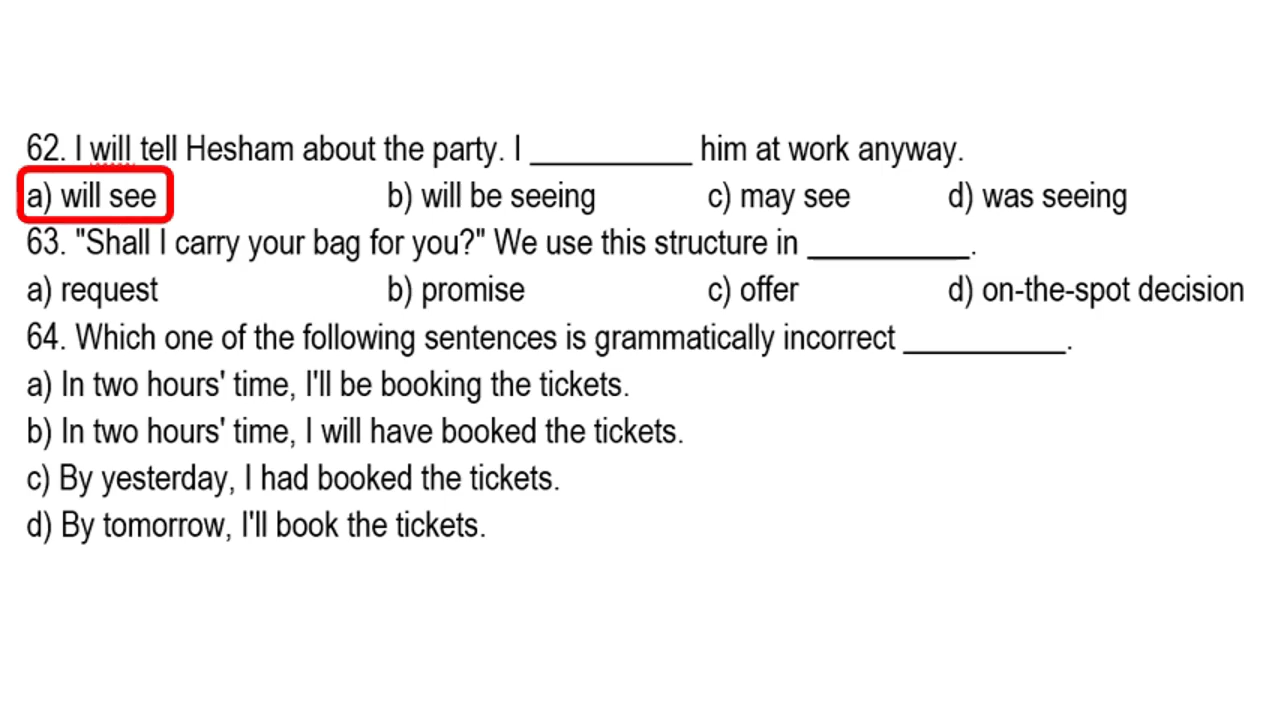 62. I will tell Hesham about the party. I __________ him at work anyway.
a) will see b) will be seeing c) may see d) was seeing
63. "Shall I carry your bag for you?" We use this structure in __________.
a) request b) promise c) offer d) on-the-spot decision
64. Which one of the following sentences is grammatically incorrect __________.
a) In two hours' time, I'll be booking the tickets.
b) In two hours' time, I will have booked the tickets.
c) By yesterday, I had booked the tickets.
d) By tomorrow, I'll book the tickets.